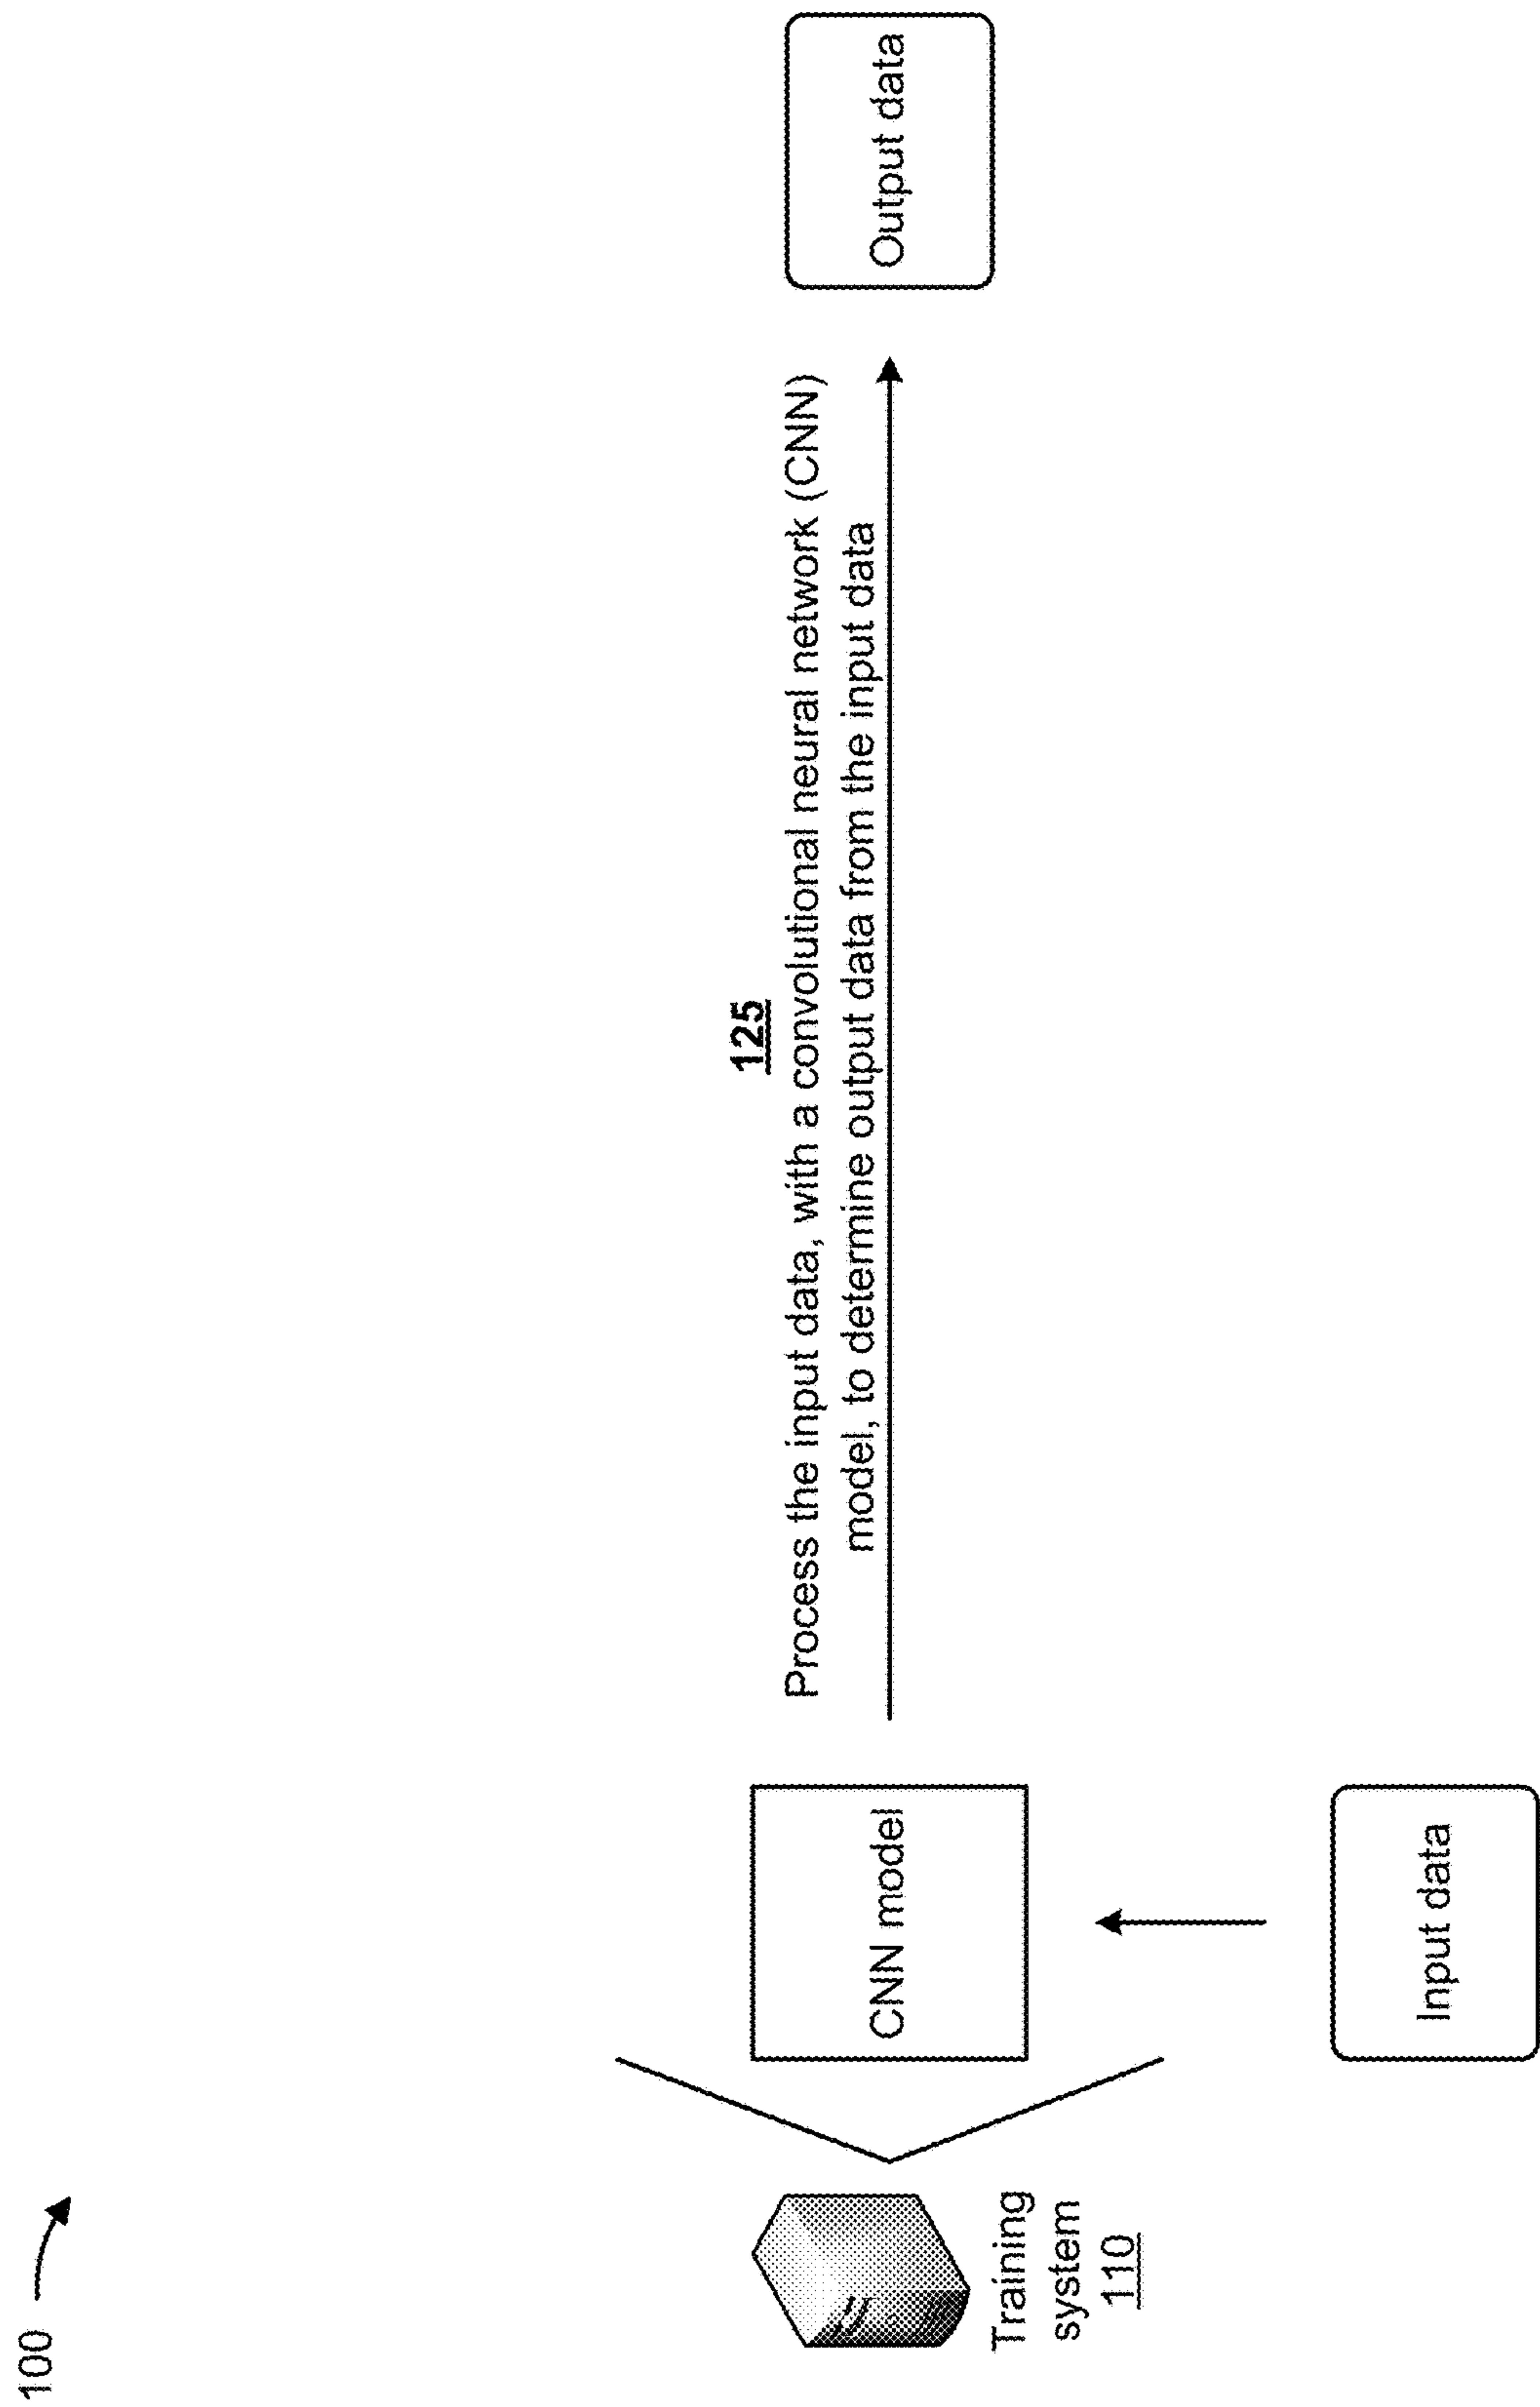 100
125
Process the input data, with a convolutional neural network (CNN)
model, to determine output data from the input data
Training
system
110
CNN model
Output data
Input data